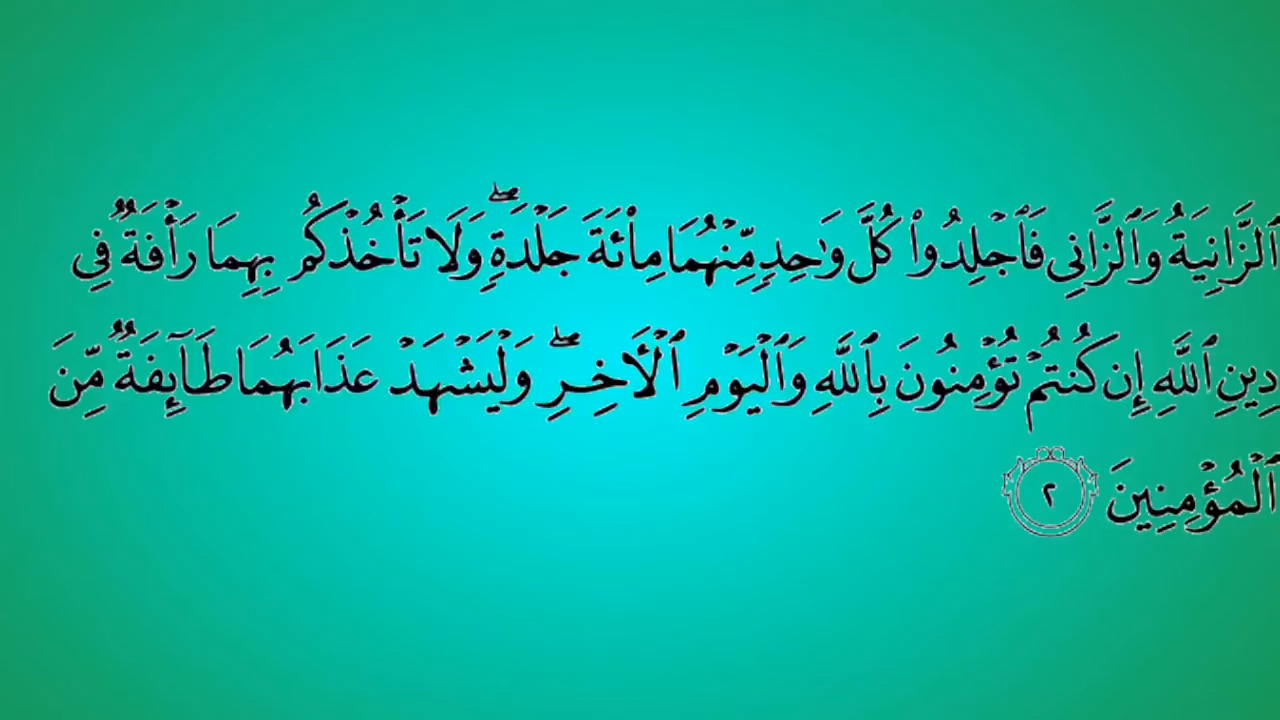 ٱلزَّانِيَةُ وَٱلزَّانِى فَٱجْلِدُوا۟ كُلَّ وَٰحِدٍ مِّنْهُمَا مِا۟ئَةَ جَلْدَةٍ ۖ وَلَا تَأْخُذْكُم بِهِمَا رَأْفَةٌ فِى
دِينِ ٱللَّهِ إِن كُنتُمْ تُؤْمِنُونَ بِٱللَّهِ وَٱلْيَوْمِ ٱلْأَخِرِ ۖ وَلْيَشْهَدْ عَذَابَهُمَا طَآئِفَةٌ مِّنَ
ٱلْمُؤْمِنِينَ ٢